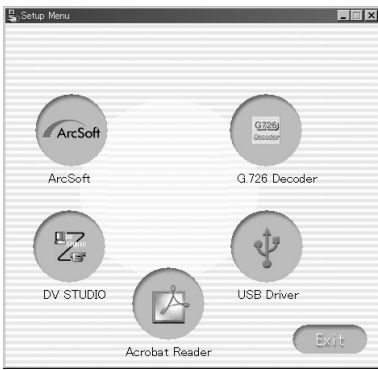 Setup Menu
ArcSoft
G.726
Decoder
ArcSoft
G.726 Decoder
DV STUDIO
USB Driver
Acrobat Reader
Exit